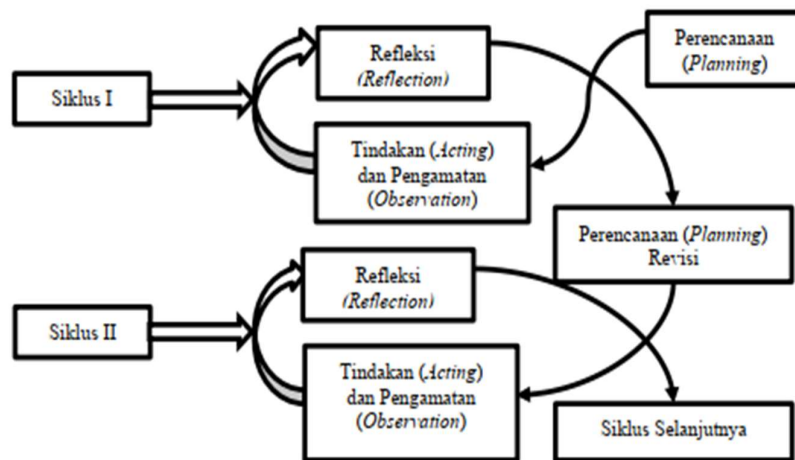 Perencanaan
(Planning)
Refleksi
(Reflection)
Siklus I
Tindakan (Acting)
dan Pengamatan
(Observation)
Perencanaan (Planning)
Revisi
Refleksi
(Reflection)
Siklus II
Tindakan (Acting)
dan Pengamatan
(Observation)
Siklus Selanjutnya